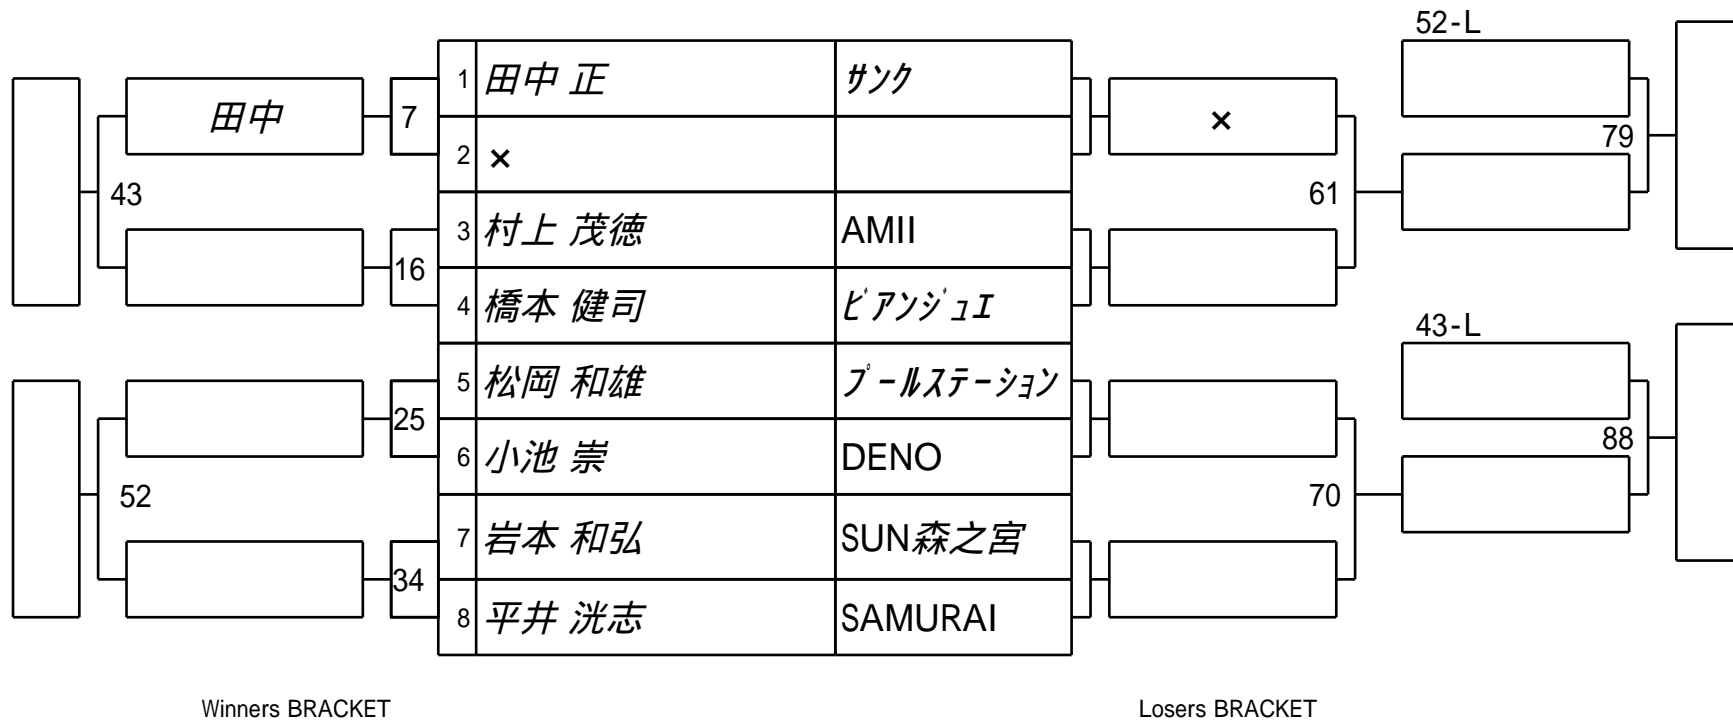 52-L
1 田中 正 サンク
田中 7 ×
2 × 79
43 61
3 村上 茂徳 AMII
16
4 橋本 健司 ビアンジュエ
43-L
5 松岡 和雄 プールステーション
25 88
6 小池 崇 DENO
52 70
7 岩本 和弘 SUN森之宮
34
8 平井 洸志 SAMURAI
Winners BRACKET Losers BRACKET